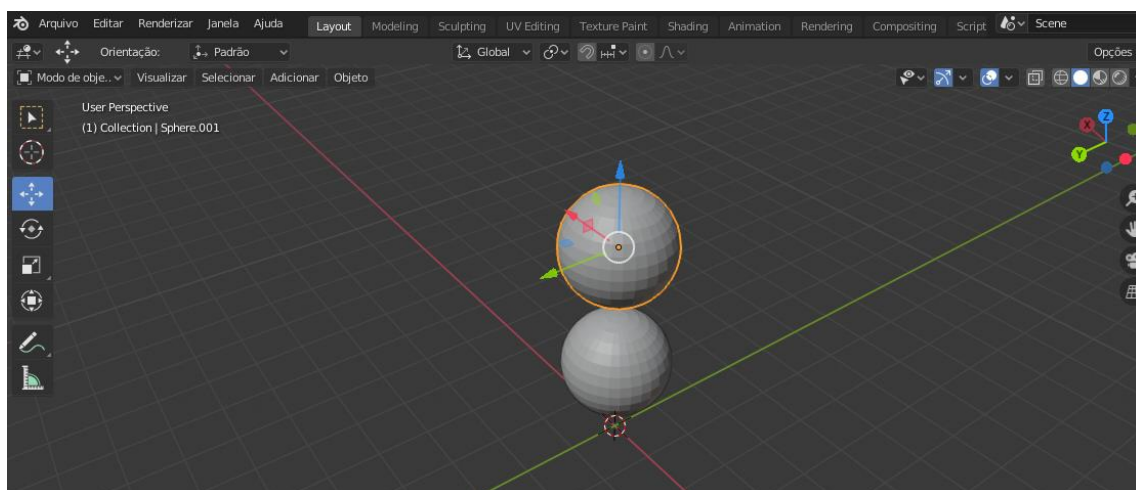 Arquivo Editar Renderizar Janela Ajuda Layout Modeling Sculpting UV Editing Texture Paint Shading Animation Rendering Compositing Script Scene
Orientação: Padrão Global Opções
Modo de obje.. Visualizar Selecionar Adicionar Objeto
User Perspective
(1) Collection | Sphere.001
Z
X
Y